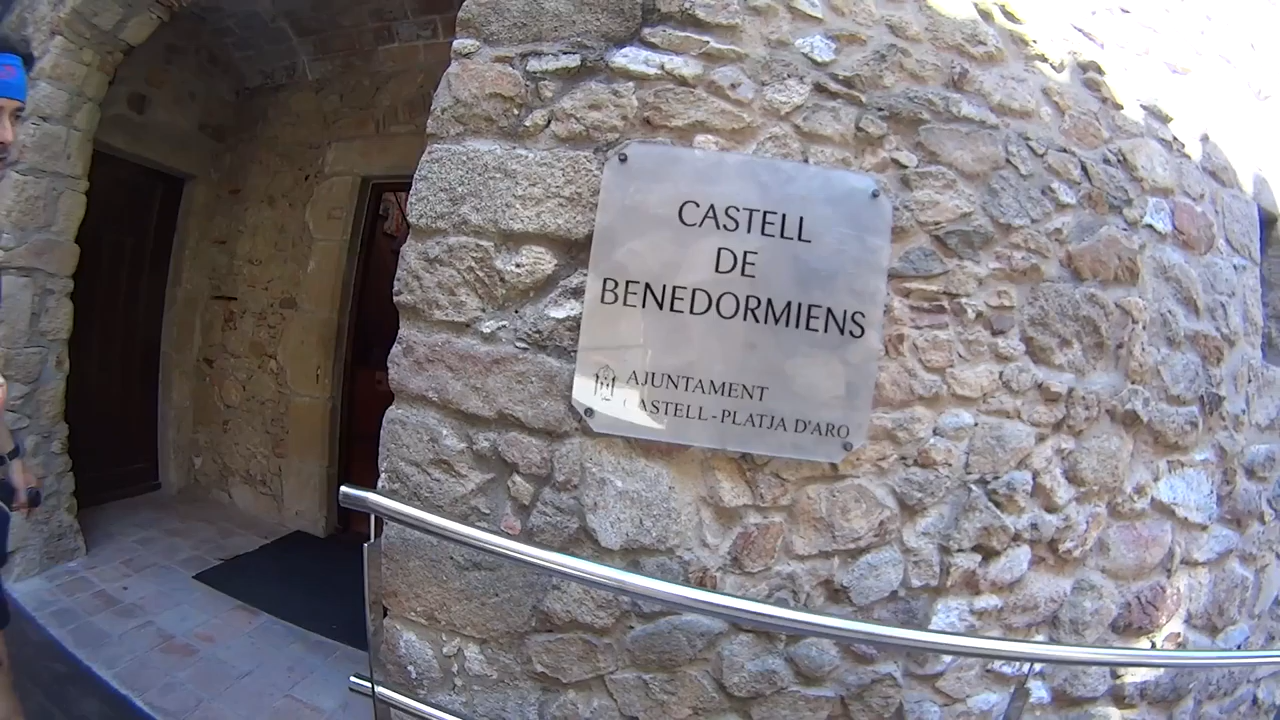 CASTELL
DE
BENEDORMIENS
AJUNTAMENT
CASTELL-PLATJA D'ARO